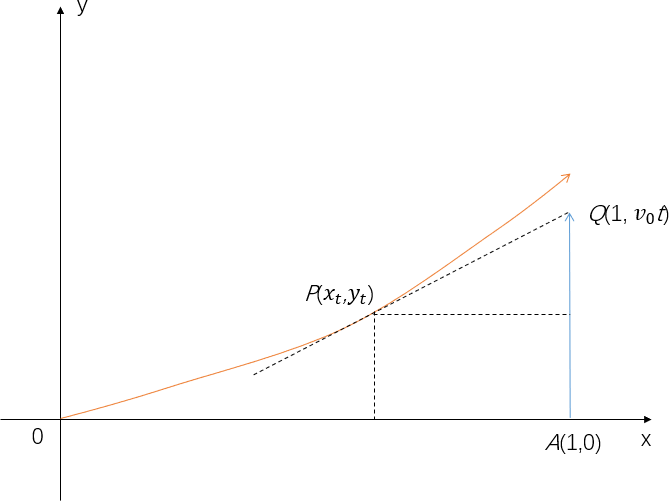 y
Q(1, v₀t)
P(xₜ,yₜ)
0
A(1,0)
x